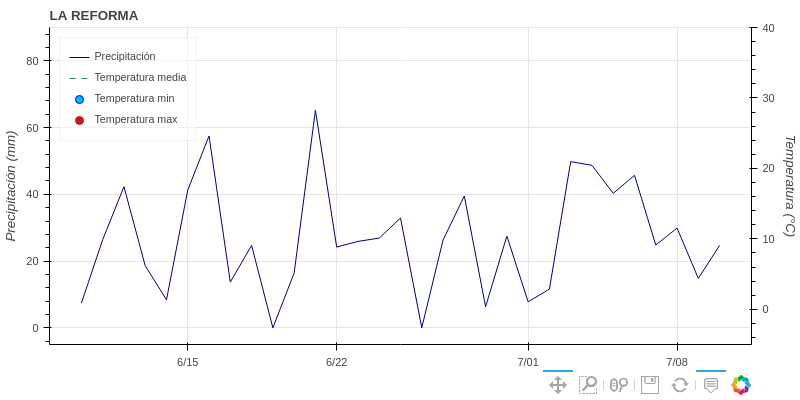 LA REFORMA
Precipitación
Temperatura media
Temperatura min
Temperatura max
Precipitación (mm)
80
60
40
20
0
40
30
20
10
0
Temperatura (°C)
6/15
6/22
7/01
7/08